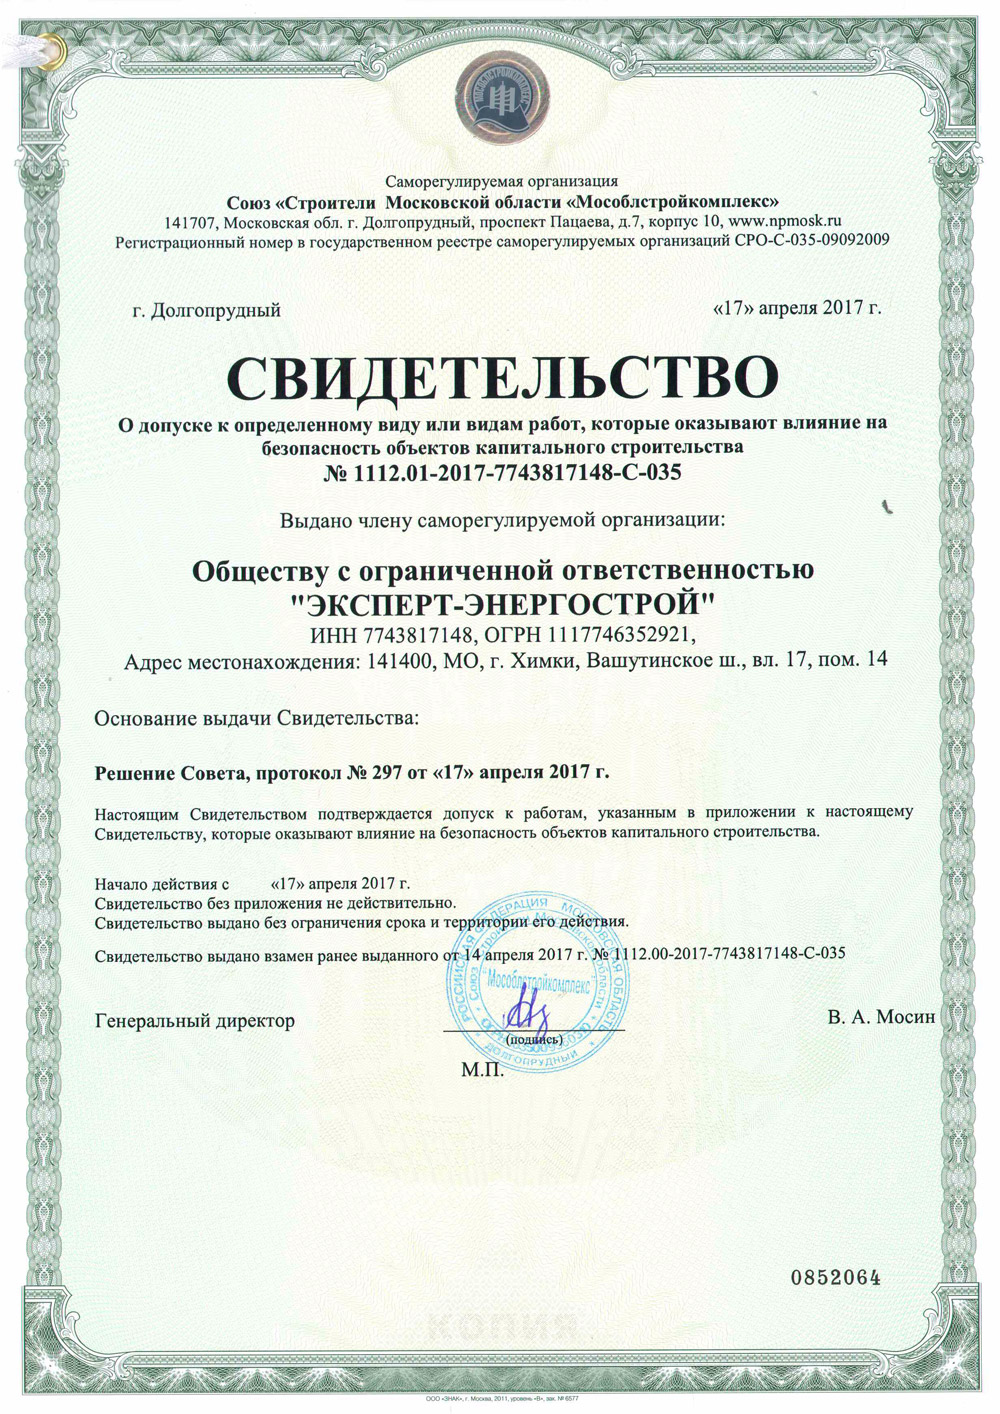 МОСОБЛСТРОЙКОМПЛЕКС
Саморегулируемая организация
Союз «Строители Московской области «Мособлстройкомплекс»
141707, Московская обл. г. Долгопрудный, проспект Пацаева, д.7, корпус 10, www.npmosk.ru
Регистрационный номер в государственном реестре саморегулируемых организаций СРО-С-035-09092009
г. Долгопрудный «17» апреля 2017 г.
СВИДЕТЕЛЬСТВО
О допуске к определенному виду или видам работ, которые оказывают влияние на
безопасность объектов капитального строительства
№ 1112.01-2017-7743817148-С-035
Выдано члену саморегулируемой организации:
Обществу с ограниченной ответственностью
"ЭКСПЕРТ-ЭНЕРГОСТРОЙ"
ИНН 7743817148, ОГРН 1117746352921,
Адрес местонахождения: 141400, МО, г. Химки, Вашутинское ш., вл. 17, пом. 14
Основание выдачи Свидетельства:
Решение Совета, протокол № 297 от «17» апреля 2017 г.
Настоящим Свидетельством подтверждается допуск к работам, указанным в приложении к настоящему
Свидетельству, которые оказывают влияние на безопасность объектов капитального строительства.
Начало действия с «17» апреля 2017 г.
Свидетельство без приложения не действительно.
Свидетельство выдано без ограничения срока и территории его действия.
Свидетельство выдано взамен ранее выданного от 14 апреля 2017 г. № 1112.00-2017-7743817148-С-035
РОССИЙСКАЯ ФЕДЕРАЦИЯ МОСКОВСКАЯ ОБЛАСТЬ
Союз "Строители Московской области
"Мособлстройкомплекс"
ДОЛГОПРУДНЫЙ
Генеральный директор В. А. Мосин
(подпись)
М.П.
0852064
КОПИЯ
ООО «ЗНАК», г. Москва, 2011, уровень «В», зак. № 6577